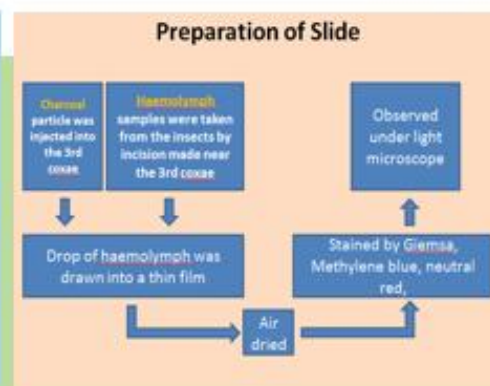 Preparation of Slide
Charcoal
particle was
injected into
the 3rd
coxae
Haemolymph
samples were taken
from the insects by
incision made near
the 3rd coxae
Observed
under light
microscope
Drop of haemolymph was
drawn into a thin film
Stained by Giemsa,
Methylene blue, neutral
red,
Air
dried